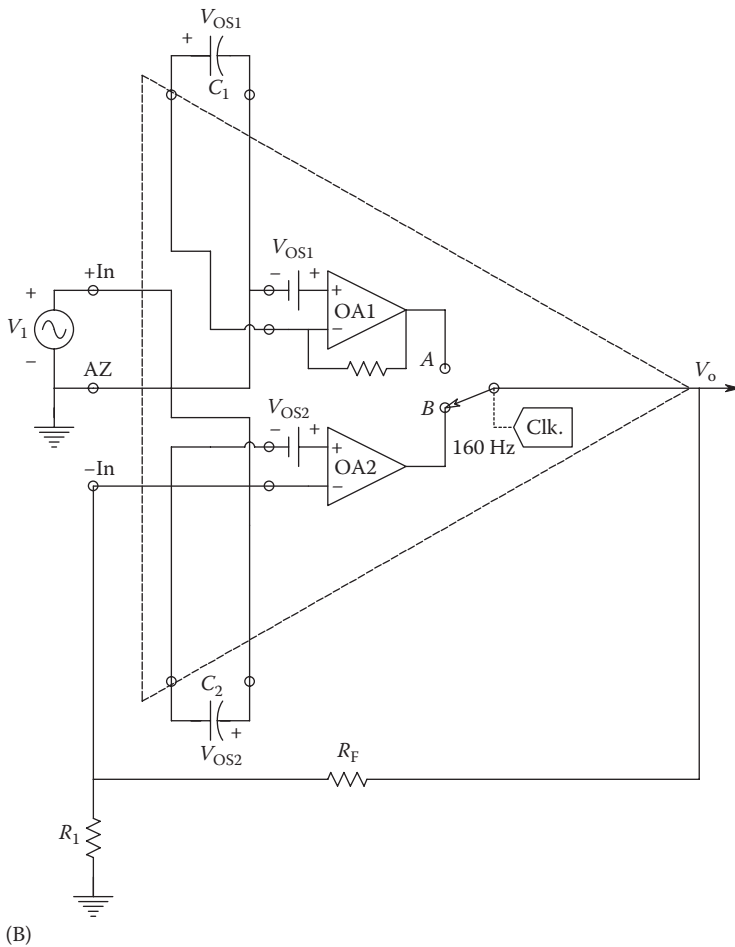 V_OS1
+
C_1
V_OS1
− +
+In
+
V_1
−
+
OA1
−
A
AZ
V_o
B
Clk.
160 Hz
V_OS2
− +
+
OA2
−
−In
C_2
+
V_OS2
R_F
R_1
(B)